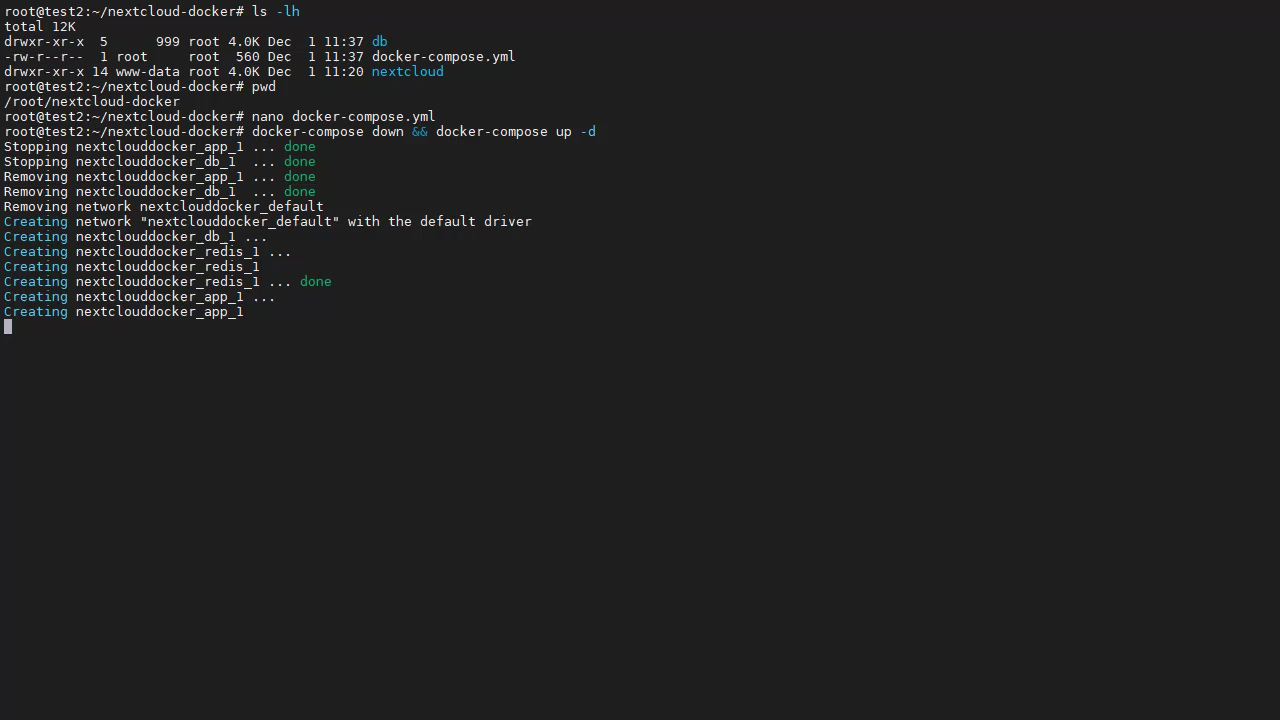 root@test2:~/nextcloud-docker# ls -lh
total 12K
drwxr-xr-x  5      999 root 4.0K Dec  1 11:37 db
-rw-r--r--  1 root     root  560 Dec  1 11:37 docker-compose.yml
drwxr-xr-x 14 www-data root 4.0K Dec  1 11:20 nextcloud
root@test2:~/nextcloud-docker# pwd
/root/nextcloud-docker
root@test2:~/nextcloud-docker# nano docker-compose.yml
root@test2:~/nextcloud-docker# docker-compose down && docker-compose up -d
Stopping nextclouddocker_app_1 ... done
Stopping nextclouddocker_db_1  ... done
Removing nextclouddocker_app_1 ... done
Removing nextclouddocker_db_1  ... done
Removing network nextclouddocker_default
Creating network "nextclouddocker_default" with the default driver
Creating nextclouddocker_db_1 ...
Creating nextclouddocker_redis_1 ...
Creating nextclouddocker_redis_1
Creating nextclouddocker_redis_1 ... done
Creating nextclouddocker_app_1 ...
Creating nextclouddocker_app_1